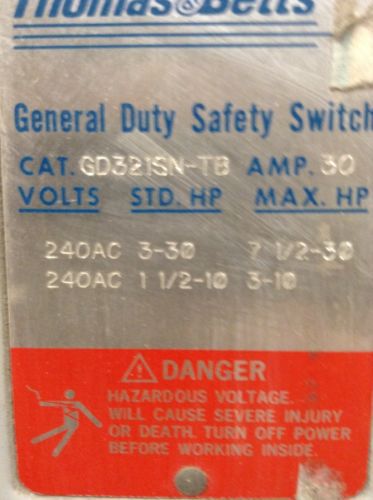 Thomas & Betts
General Duty Safety Switch
CAT. GD321SN-TB AMP. 30
VOLTS STD. HP MAX. HP
240AC 3-30 7 1/2-30
240AC 1 1/2-10 3-10
DANGER
HAZARDOUS VOLTAGE.
WILL CAUSE SEVERE INJURY
OR DEATH. TURN OFF POWER
BEFORE WORKING INSIDE.